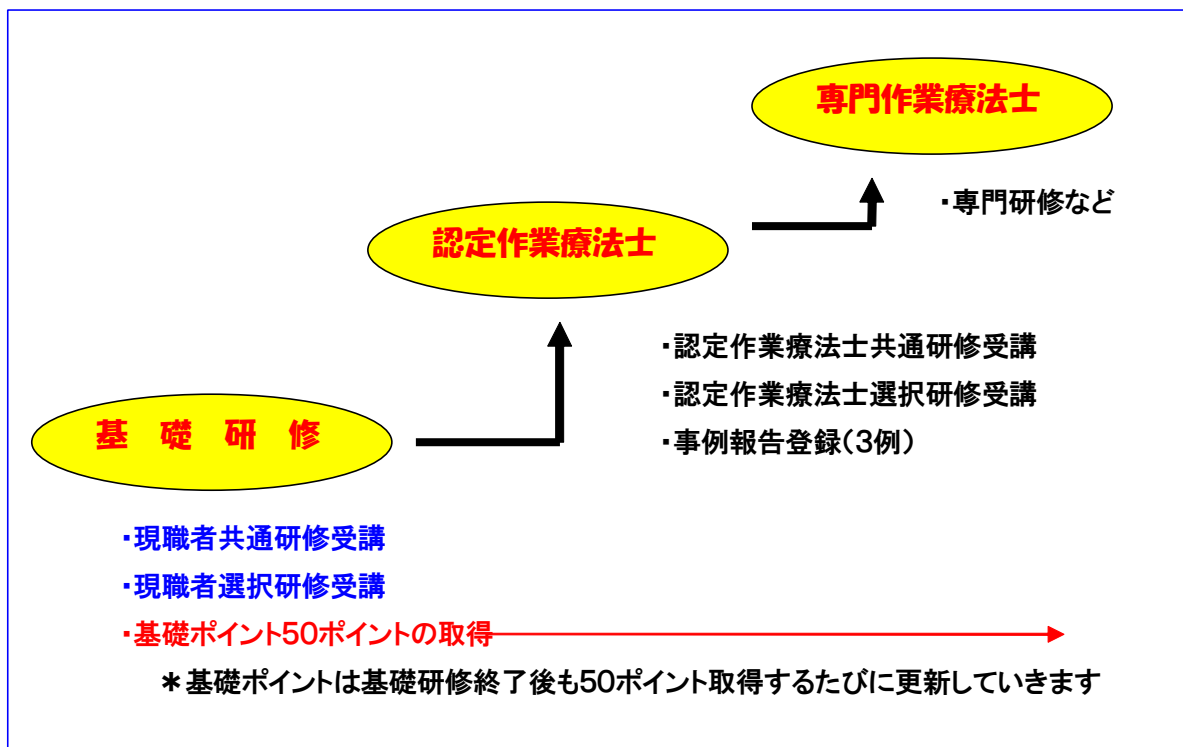 専門作業療法士
・専門研修など
認定作業療法士
・認定作業療法士共通研修受講
・認定作業療法士選択研修受講
・事例報告登録(3例)
基 礎 研 修
・現職者共通研修受講
・現職者選択研修受講
・基礎ポイント50ポイントの取得
＊基礎ポイントは基礎研修終了後も50ポイント取得するたびに更新していきます